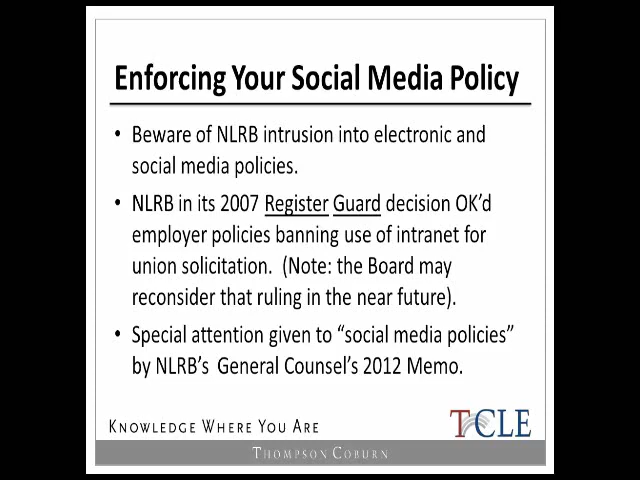 Enforcing Your Social Media Policy
• Beware of NLRB intrusion into electronic and
social media policies.
• NLRB in its 2007 Register Guard decision OK'd
employer policies banning use of intranet for
union solicitation. (Note: the Board may
reconsider that ruling in the near future).
• Special attention given to “social media policies”
by NLRB's General Counsel's 2012 Memo.
KNOWLEDGE WHERE YOU ARE
TCCLE
THOMPSON COBURN